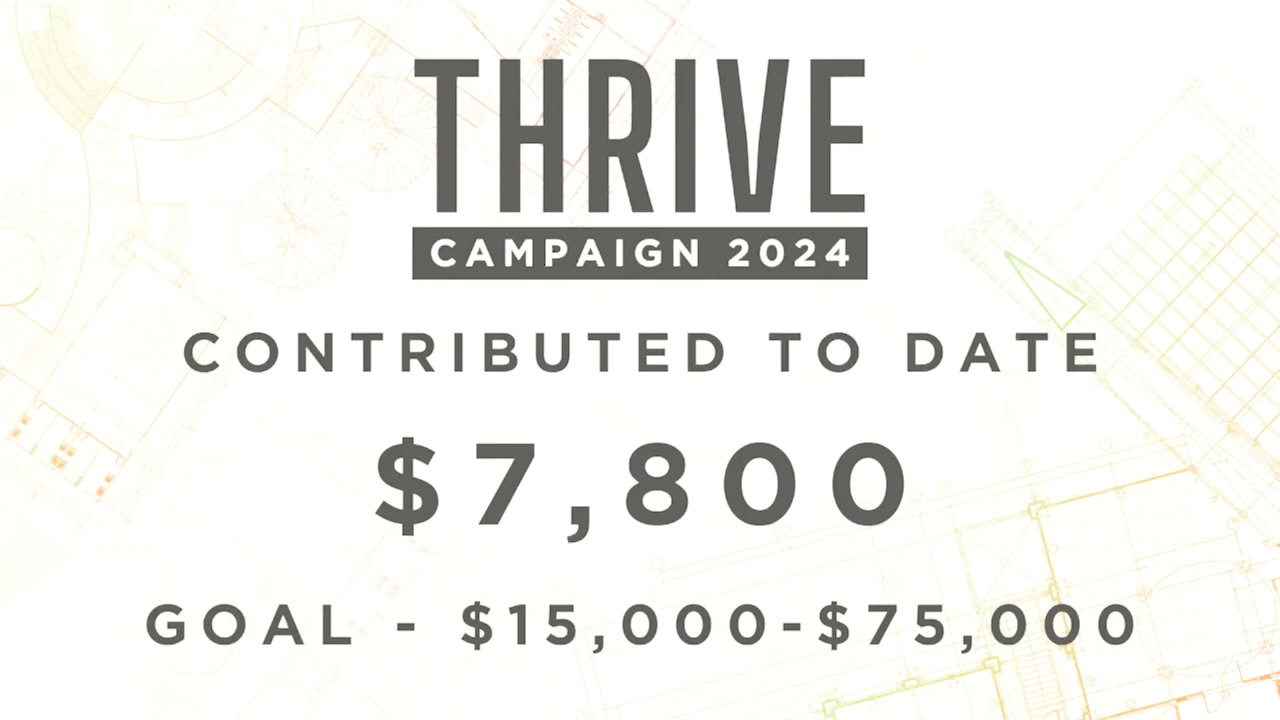 THRIVE
CAMPAIGN 2024
CONTRIBUTED TO DATE
$7,800
GOAL - $15,000-$75,000